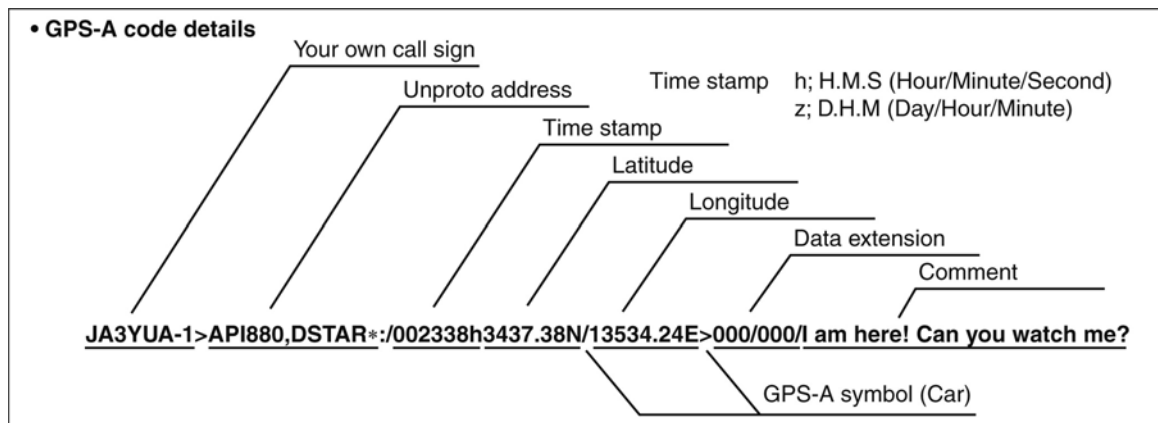 • GPS-A code details
Your own call sign
Time stamp h; H.M.S (Hour/Minute/Second)
Unproto address
z; D.H.M (Day/Hour/Minute)
Time stamp
Latitude
Longitude
Data extension
Comment
JA3YUA-1>API880,DSTAR*:/002338h3437.38N/13534.24E>000/000/I am here! Can you watch me?
GPS-A symbol (Car)